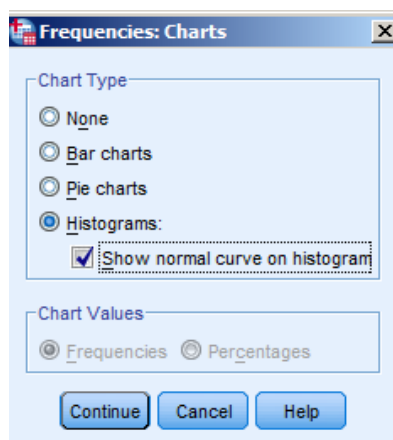 Frequencies: Charts
Chart Type
None
Bar charts
Pie charts
Histograms:
Show normal curve on histogram
Chart Values
Frequencies Percentages
Continue Cancel Help